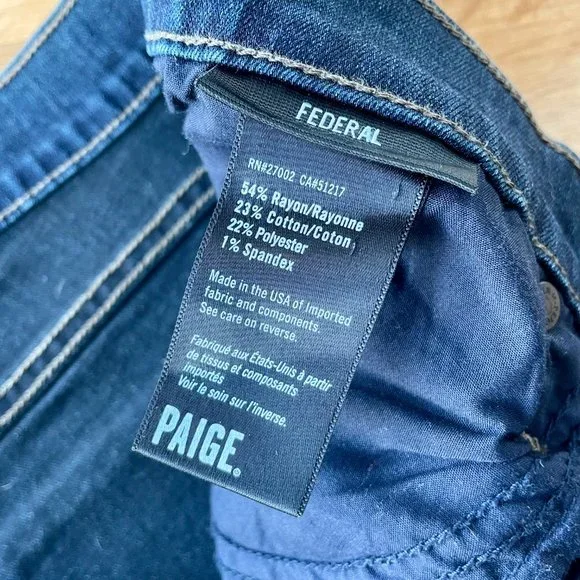 FEDERAL
RN#27002 CA#51217
54% Rayon/Rayonne
23% Cotton/Coton
22% Polyester
1% Spandex
Made in the USA of imported
fabric and components.
See care on reverse.
Fabriqué aux États-Unis à partir
de tissus et composants
importés
Voir le soin sur l'inverse.
PAIGE.